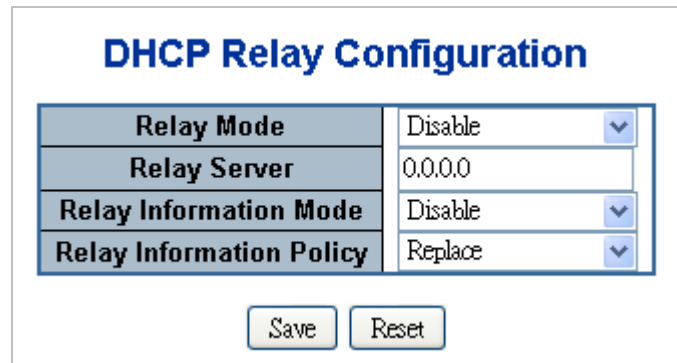 DHCP Relay Configuration
Relay Mode Disable
Relay Server 0.0.0.0
Relay Information Mode Disable
Relay Information Policy Replace
Save Reset